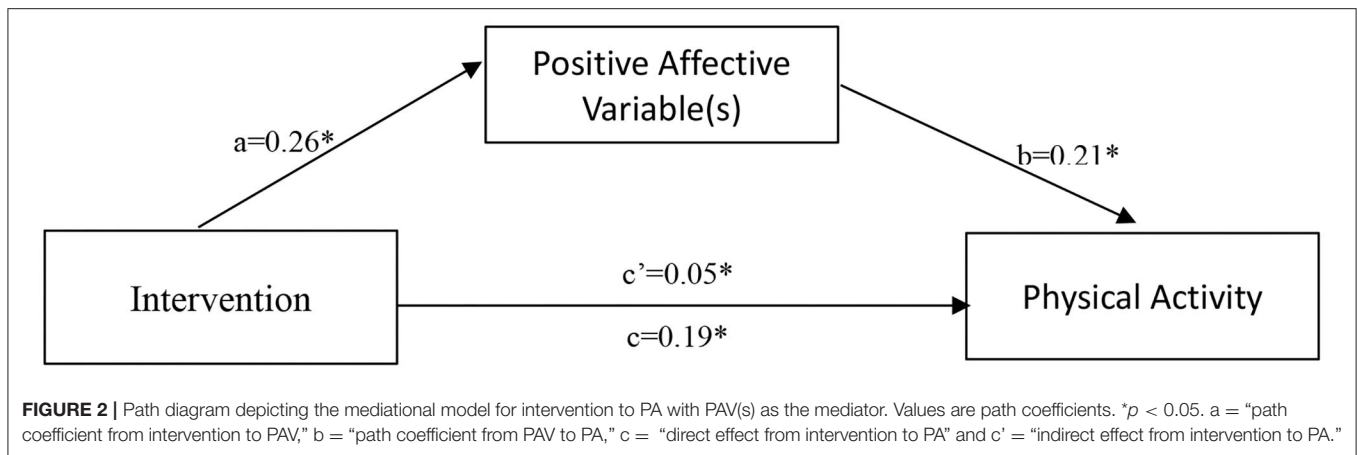 Positive Affective
Variable(s)
a=0.26*
b=0.21*
Intervention
c’=0.05*
c=0.19*
Physical Activity
FIGURE 2 | Path diagram depicting the mediational model for intervention to PA with PAV(s) as the mediator. Values are path coefficients. *p < 0.05. a = “path
coefficient from intervention to PAV,” b = “path coefficient from PAV to PA,” c = “direct effect from intervention to PA” and c’ = “indirect effect from intervention to PA.”